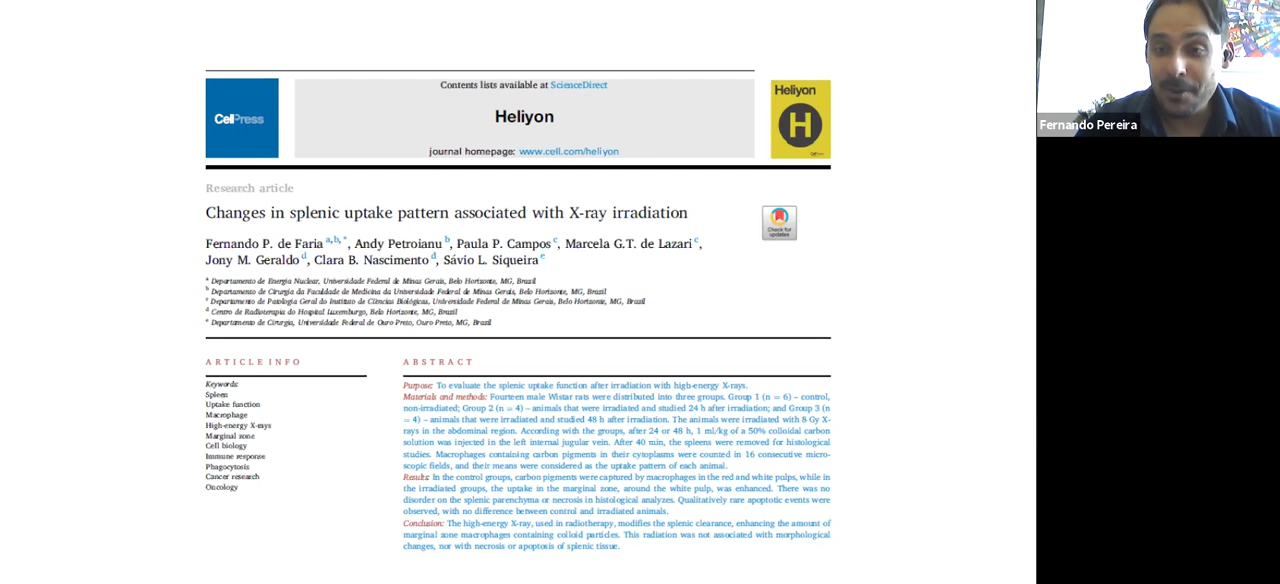 Contents lists available at ScienceDirect
CellPress
Heliyon
journal homepage: www.cell.com/heliyon
Heliyon
H
CellPress
Research article
Changes in splenic uptake pattern associated with X-ray irradiation
Check for
updates
Fernando P. de Faria a,b,*, Andy Petroianu b, Paula P. Campos c, Marcela G.T. de Lazari c,
Jony M. Geraldo d, Clara B. Nascimento d, Sávio L. Siqueira e
a Departamento de Energia Nuclear, Universidade Federal de Minas Gerais, Belo Horizonte, MG, Brazil
b Departamento de Cirurgia da Faculdade de Medicina da Universidade Federal de Minas Gerais, Belo Horizonte, MG, Brazil
c Departamento de Patologia Geral do Instituto de Ciências Biológicas, Universidade Federal de Minas Gerais, Belo Horizonte, MG, Brazil
d Centro de Radioterapia do Hospital Luxemburgo, Belo Horizonte, MG, Brazil
e Departamento de Cirurgia, Universidade Federal de Ouro Preto, Ouro Preto, MG, Brazil
ARTICLE INFO
Keywords:
Spleen
Uptake function
Macrophage
High-energy X-rays
Marginal zone
Cell biology
Immune response
Phagocytosis
Cancer research
Oncology
ABSTRACT
Purpose: To evaluate the splenic uptake function after irradiation with high-energy X-rays.
Materials and methods: Fourteen male Wistar rats were distributed into three groups. Group 1 (n = 6) – control,
non-irradiated; Group 2 (n = 4) – animals that were irradiated and studied 24 h after irradiation; and Group 3 (n
= 4) – animals that were irradiated and studied 48 h after irradiation. The animals were irradiated with 8 Gy X-
rays in the abdominal region. According with the groups, after 24 or 48 h, 1 ml/kg of a 50% colloidal carbon
solution was injected in the left internal jugular vein. After 40 min, the spleens were removed for histological
studies. Macrophages containing carbon pigments in their cytoplasms were counted in 16 consecutive micro-
scopic fields, and their means were considered as the uptake pattern of each animal.
Results: In the control groups, carbon pigments were captured by macrophages in the red and white pulps, while in
the irradiated groups, the uptake in the marginal zone, around the white pulp, was enhanced. There was no
disorder on the splenic parenchyma or necrosis in histological analyzes. Qualitatively rare apoptotic events were
observed, with no difference between control and irradiated animals.
Conclusion: The high-energy X-ray, used in radiotherapy, modifies the splenic clearance, enhancing the amount of
marginal zone macrophages containing colloid particles. This radiation was not associated with morphological
changes, nor with necrosis or apoptosis of splenic tissue.
Fernando Pereira